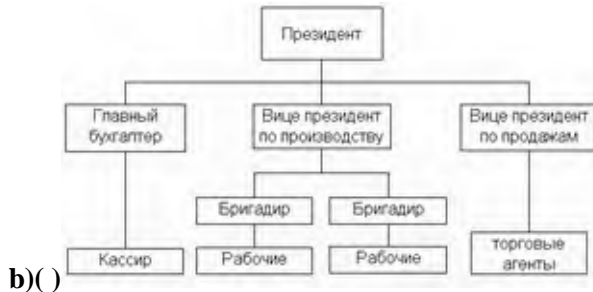 Президент
Главный
бухгалтер
Вице президент
по производству
Вице президент
по продажам
Бригадир
Бригадир
Кассир
Рабочие
Рабочие
торговые
агенты
b)( )